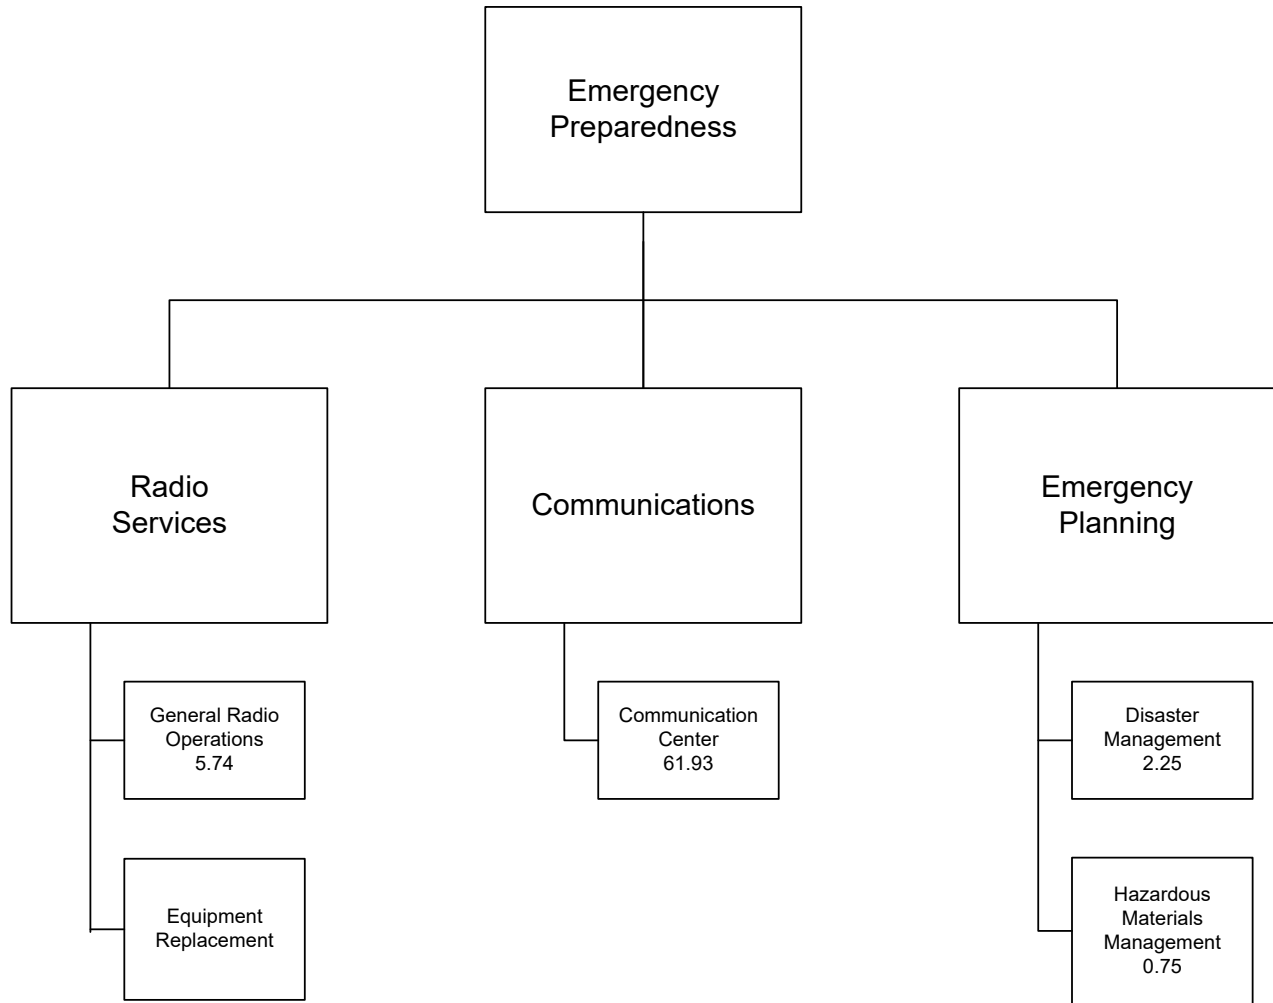 Emergency
Preparedness
Radio
Services
Communications
Emergency
Planning
General Radio
Operations
5.74
Communication
Center
61.93
Disaster
Management
2.25
Equipment
Replacement
Hazardous
Materials
Management
0.75